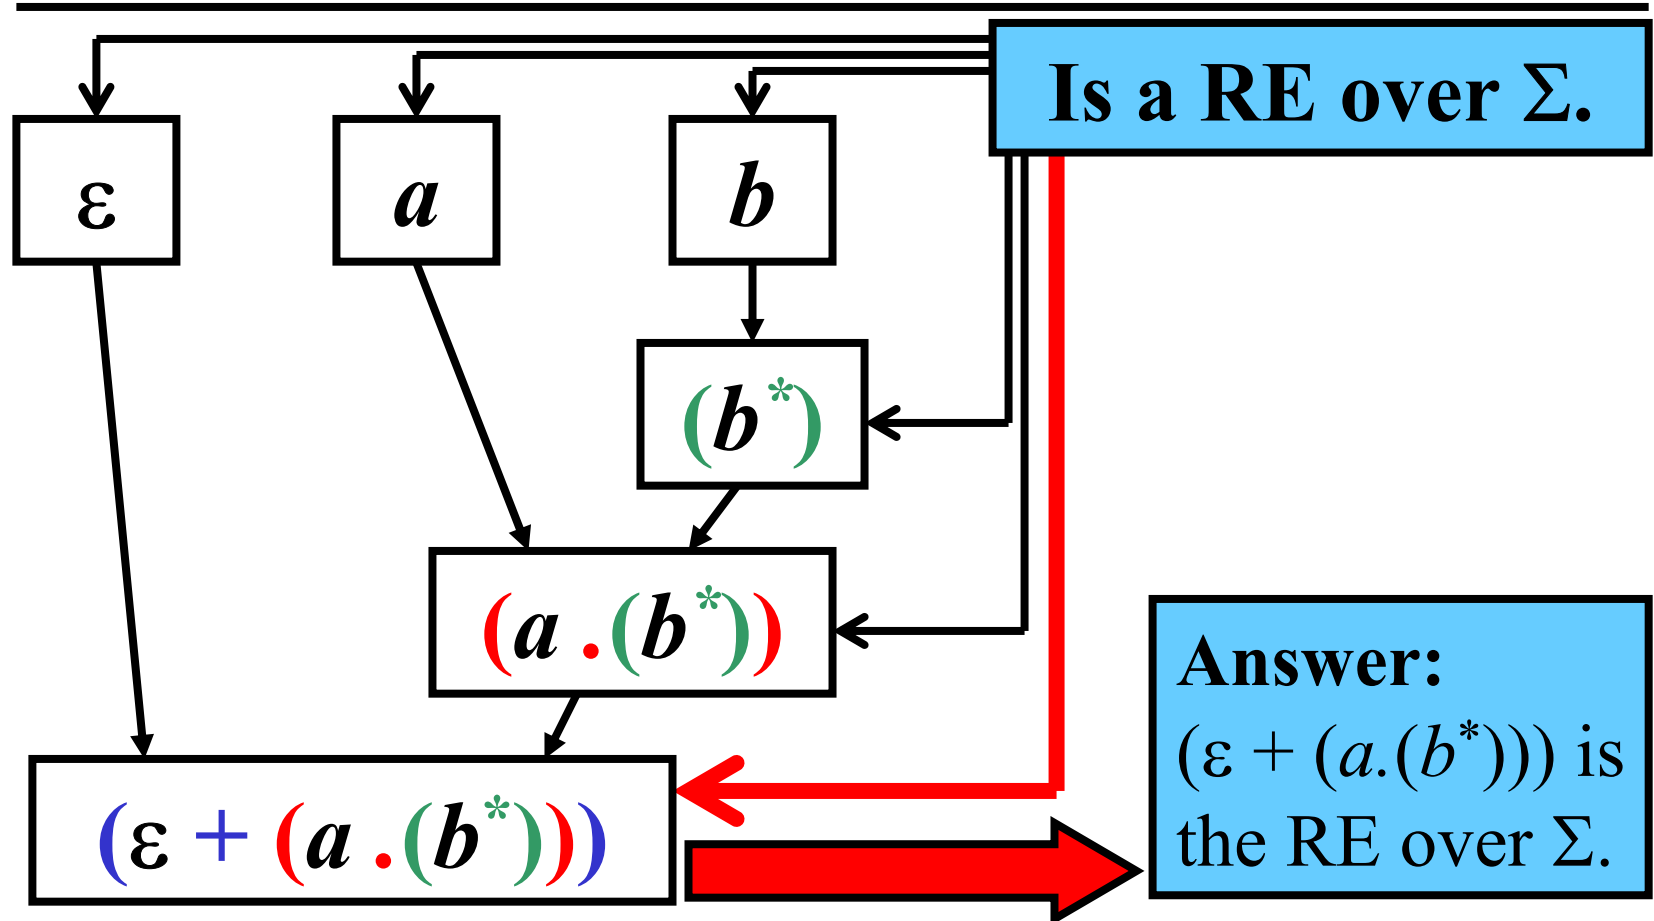 Is a RE over Σ.
ε
a
b
(b*)
(a.(b*))
(ε + (a.(b*)))
Answer:
(ε + (a.(b*))) is
the RE over Σ.